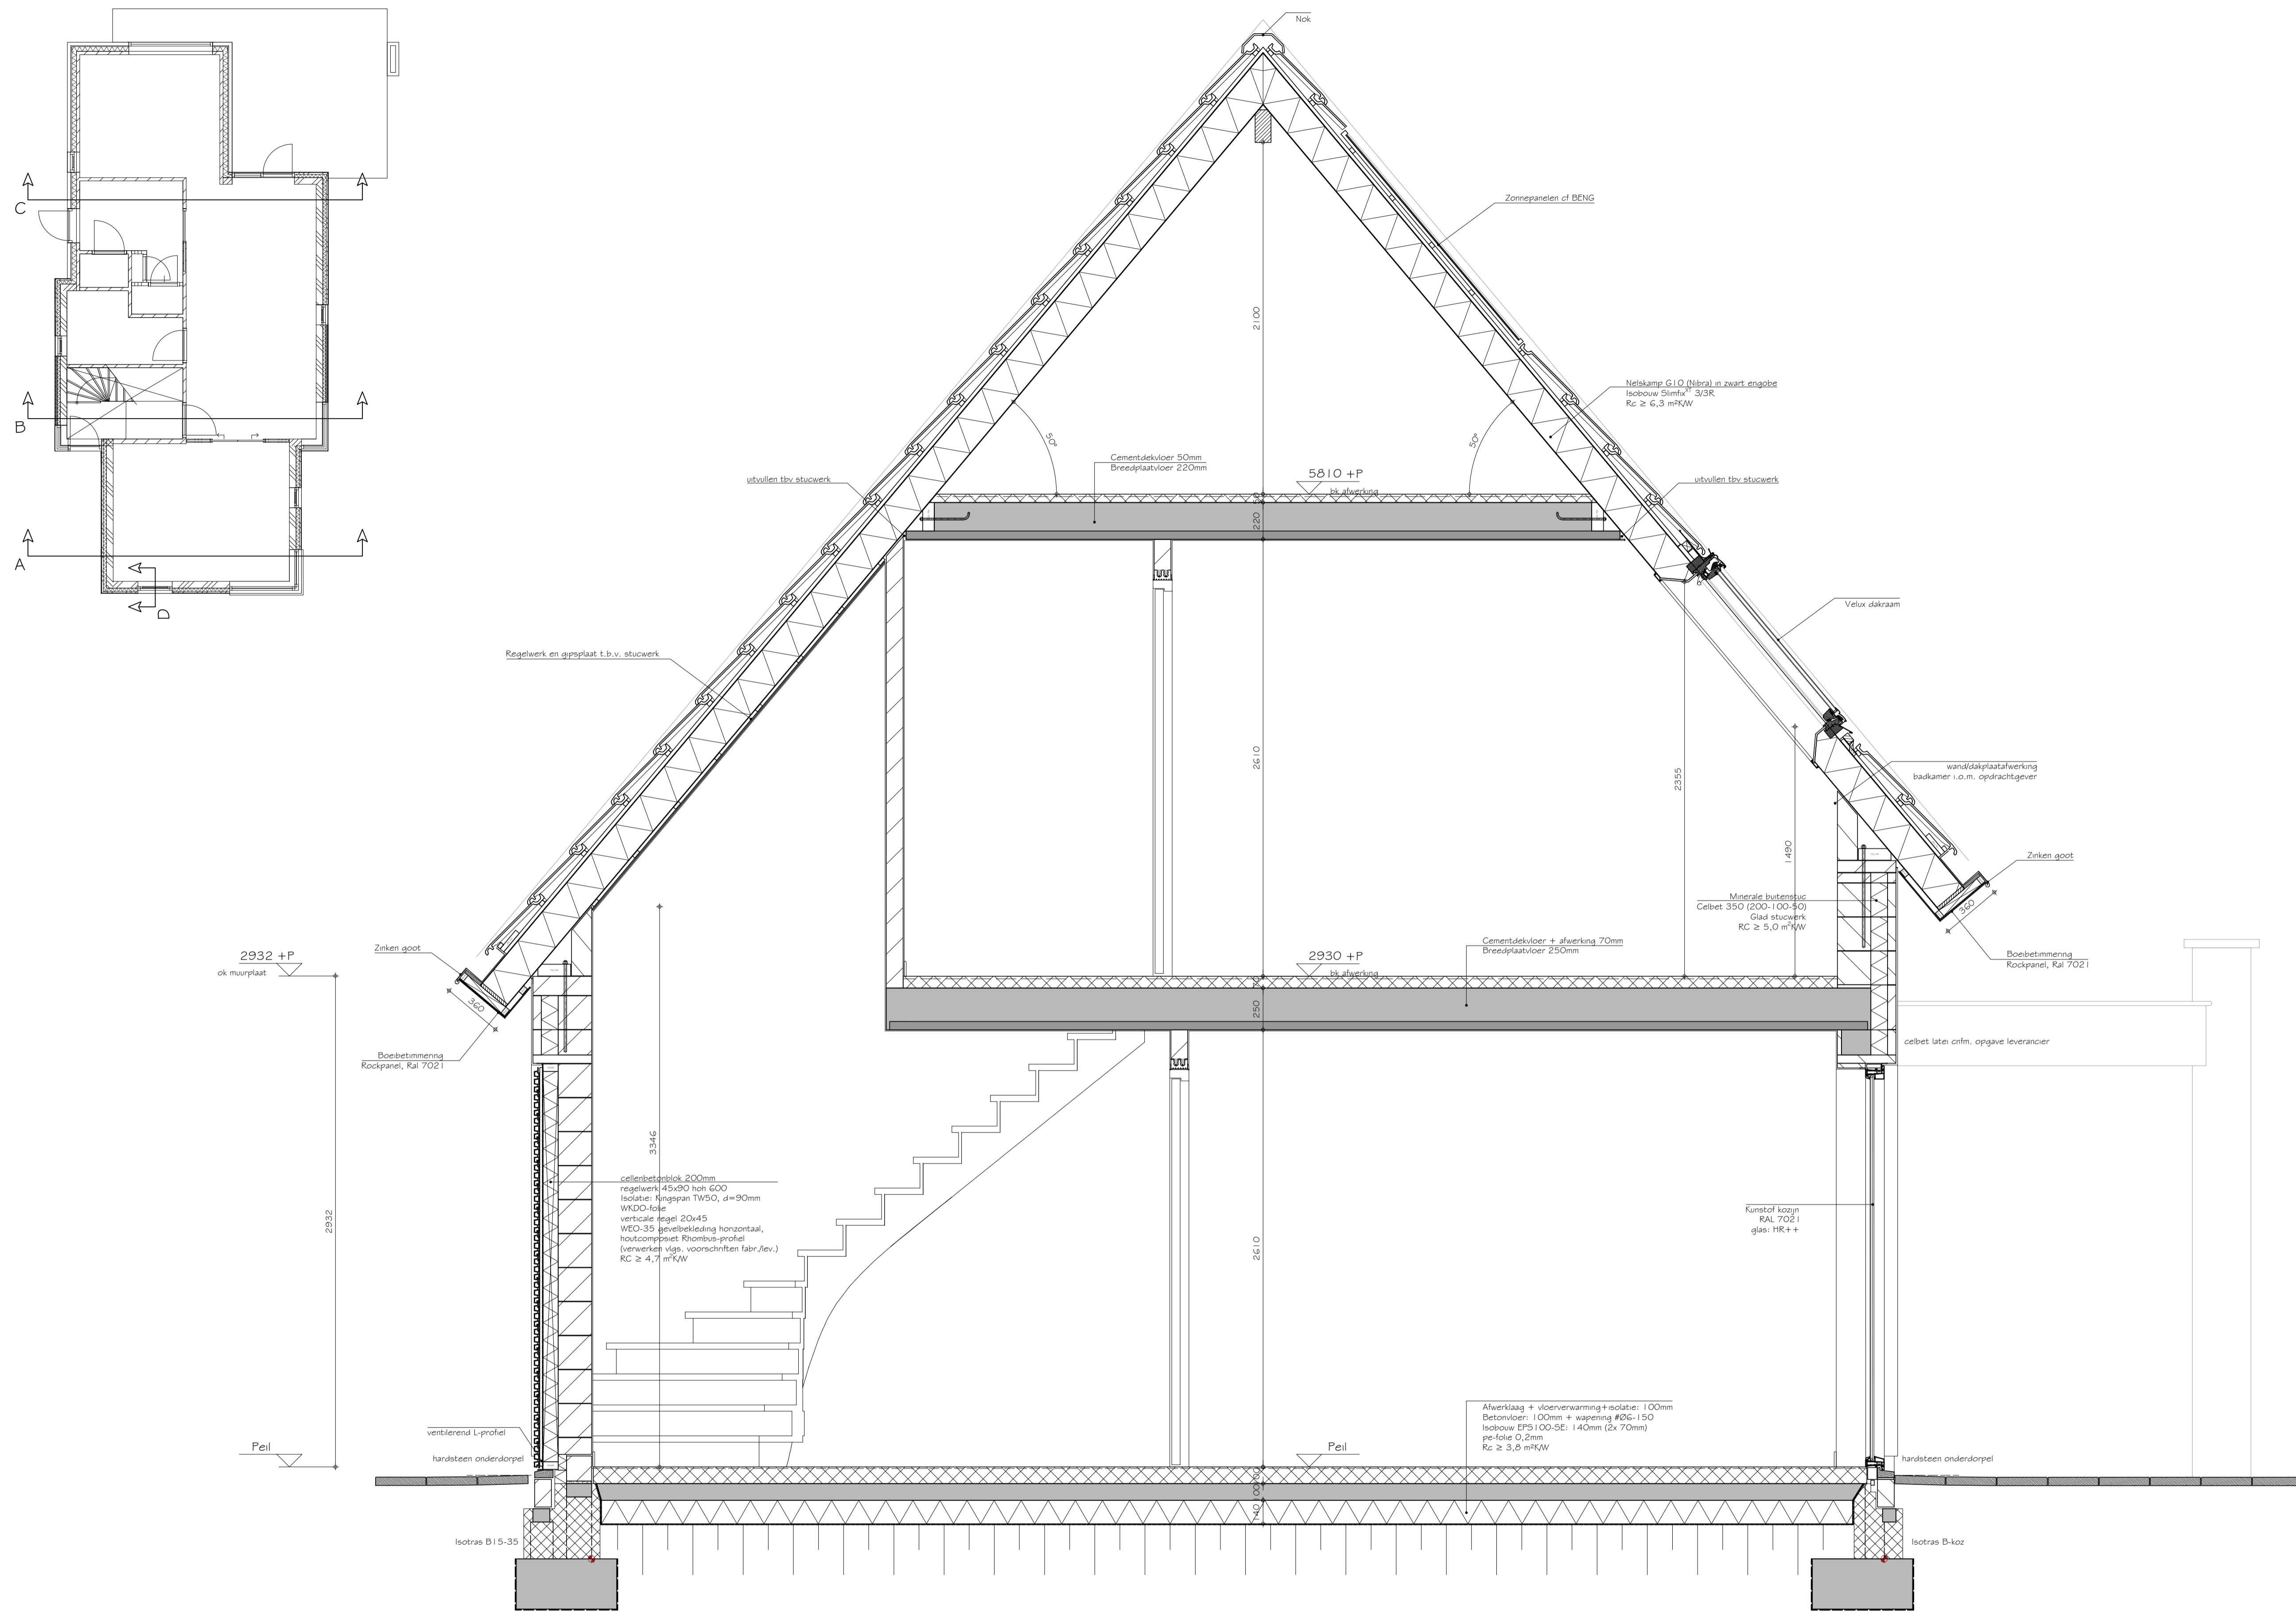 Nok
C
B
A
D
Zonnepanelen cf BENG
2100
Nelskamp G10 (Nibra) in zwart engobe
Isobouw Slimfix XT 3/3R
Rc ≥ 6,3 m²K/W
50°
50°
Cementdekvloer 50mm
Breedplaatvloer 220mm
5810 +P
bk afwerking
uitvullen tbv stucwerk
uitvullen tbv stucwerk
50
220
Velux dakraam
Regelwerk en gipsplaat t.b.v. stucwerk
2610
2355
wand/dakplaatafwerking
badkamer i.o.m. opdrachtgever
1490
Zinken goot
360
Minerale buitenstuc
Celbet 350 (200-100-50)
Glad stucwerk
RC ≥ 5,0 m²K/W
Zinken goot
2932 +P
ok muurplaat
360
Cementdekvloer + afwerking 70mm
Breedplaatvloer 250mm
2930 +P
bk afwerking
Boeibetimmering
Rockpanel, Ral 7021
70
250
Boeibetimmering
Rockpanel, Ral 7021
celbet latei cnfm. opgave leverancier
3346
cellenbetonblok 200mm
regelwerk 45x90 hoh 600
Isolatie: Kingspan TW50, d=90mm
WKDO-folie
verticale regel 20x45
WEO-35 gevelbekleding horizontaal,
houtcomposiet Rhombus-profiel
(verwerken vlgs. voorschriften fabr./lev.)
RC ≥ 4,7 m²K/W
2932
2610
Kunstof kozijn
RAL 7021
glas: HR++
Afwerklaag + vloerverwarming+isolatie: 100mm
Betonvloer: 100mm + wapening #Ø6-150
Isobouw EPS100-SE: 140mm (2x 70mm)
pe-folie 0,2mm
Rc ≥ 3,8 m²K/W
ventilerend L-profiel
Peil
Peil
hardsteen onderdorpel
hardsteen onderdorpel
100
100
140
Isotras B15-35
Isotras B-koz